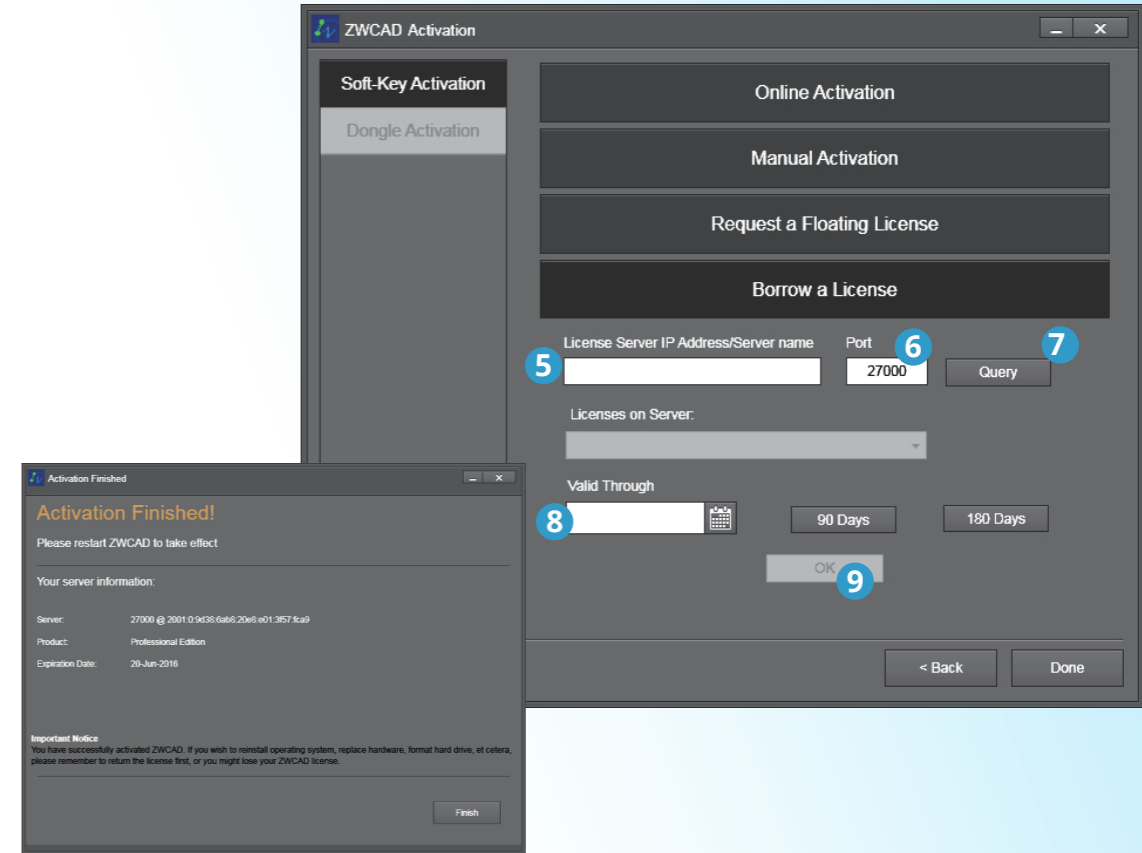 ZWCAD Activation
Soft-Key Activation
Dongle Activation
Online Activation
Manual Activation
Request a Floating License
Borrow a License
License Server IP Address/Server name
Port
5
6
7
27000
Query
Licenses on Server:
Valid Through
8
90 Days
180 Days
OK
9
< Back
Done
Activation Finished
Activation Finished!
Please restart ZWCAD to take effect
Your server information:
Server: 27000 @ 2001:0:9d38:6ab8:20e8:e01:3f57:fca9
Product: Professional Edition
Expiration Date: 20-Jun-2016
Important Notice
You have successfully activated ZWCAD. If you wish to reinstall operating system, replace hardware, format hard drive, et cetera,
please remember to return the license first, or you might lose your ZWCAD license.
Finish